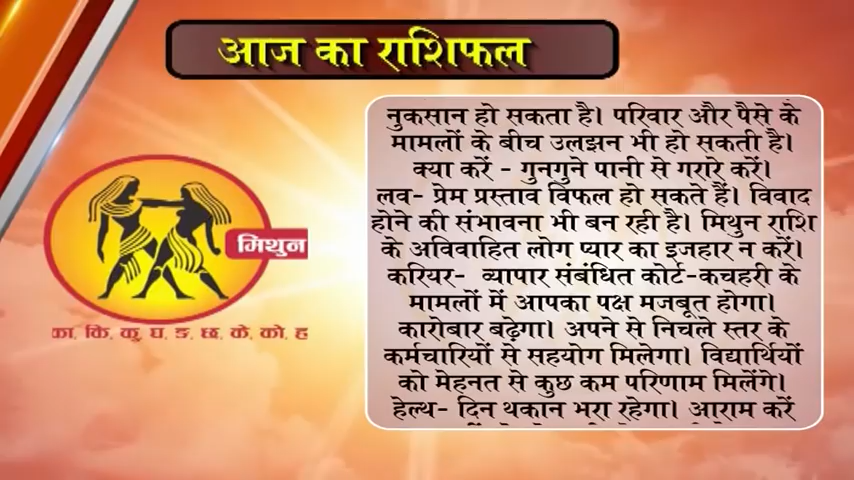 आज का राशिफल
नुकसान हो सकता है। परिवार और पैसे के
मामलों के बीच उलझन भी हो सकती है।
क्या करें - गुनगुने पानी से गरारे करें।
लव- प्रेम प्रस्ताव विफल हो सकते हैं। विवाद
होने की संभावना भी बन रही है। मिथुन राशि
के अविवाहित लोग प्यार का इजहार न करें।
करियर- व्यापार संबंधित कोर्ट-कचहरी के
मामलों में आपका पक्ष मजबूत होगा।
कारोबार बढ़ेगा। अपने से निचले स्तर के
कर्मचारियों से सहयोग मिलेगा। विद्यार्थियों
को मेहनत से कुछ कम परिणाम मिलेंगे।
हेल्थ- दिन थकान भरा रहेगा। आराम करें
मिथुन
का, कि, कु, घ, ङ, छ, के, को, ह